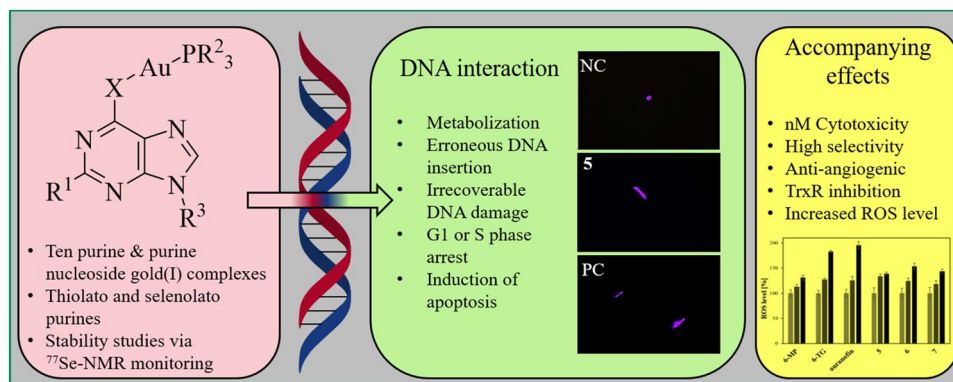 Au
PR²₃
X
N
N
N
N
R¹
R³
• Ten purine & purine
nucleoside gold(I) complexes
• Thiolato and selenolato
purines
• Stability studies via
⁷⁷Se-NMR monitoring
DNA interaction
• Metabolization
• Erroneous DNA
insertion
• Irrecoverable
DNA damage
• G1 or S phase
arrest
• Induction of
apoptosis
NC
5
PC
Accompanying
effects
• nM Cytotoxicity
• High selectivity
• Anti-angiogenic
• TrxR inhibition
• Increased ROS level
ROS level [%]
200
150
100
50
0
6-MP
6-TG
auranofin
5
6
7